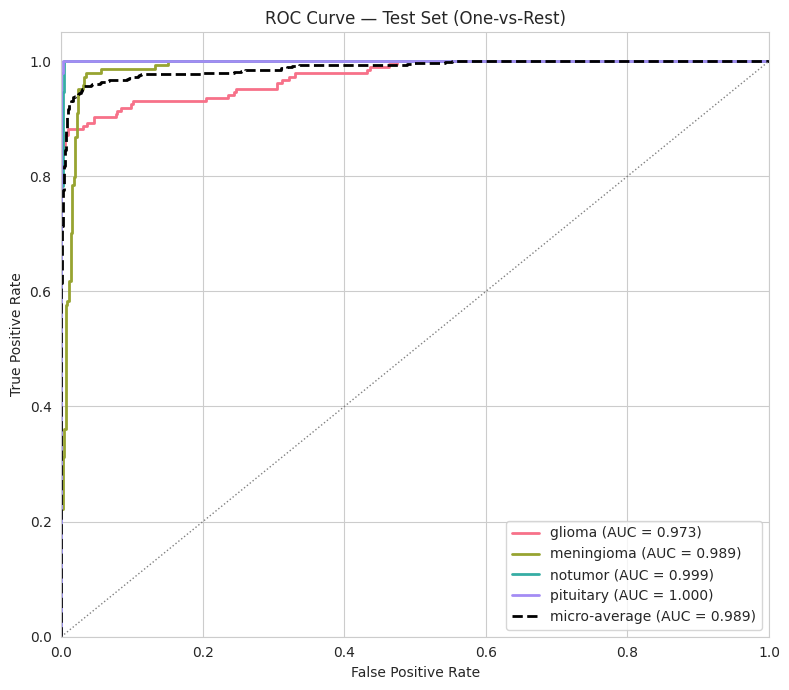 ROC Curve — Test Set (One-vs-Rest)
True Positive Rate
1.0
0.8
0.6
0.4
0.2
0.0
glioma (AUC = 0.973)
meningioma (AUC = 0.989)
notumor (AUC = 0.999)
pituitary (AUC = 1.000)
micro-average (AUC = 0.989)
0.0 0.2 0.4 0.6 0.8 1.0
False Positive Rate